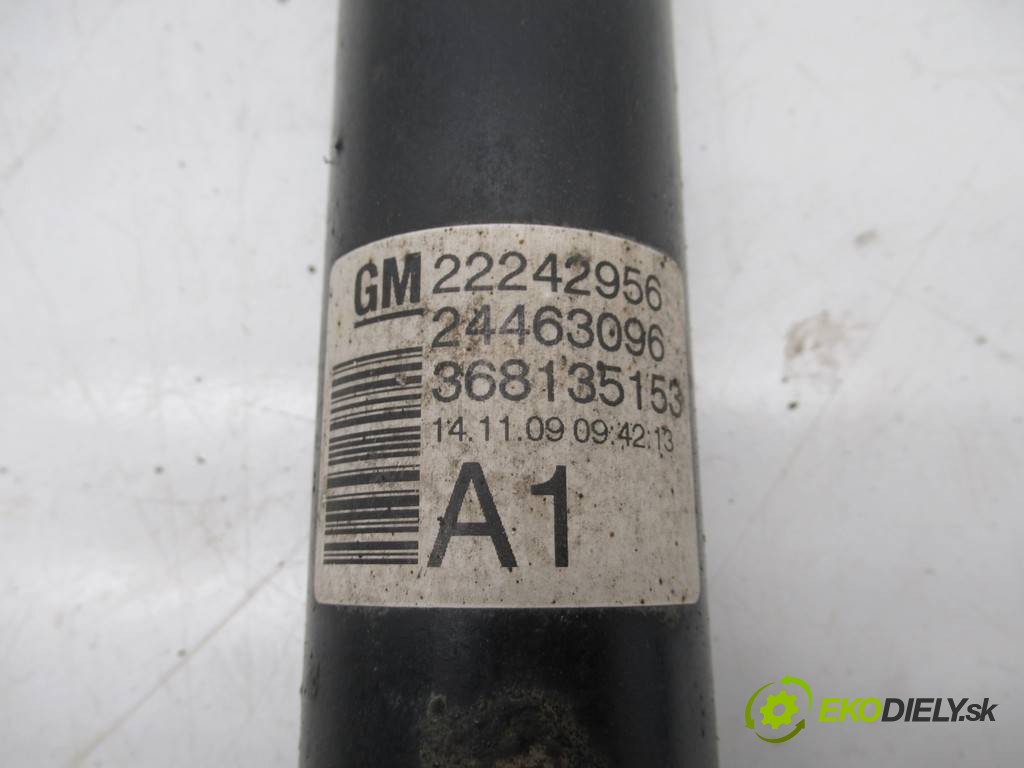 GM 22242956
24463096
368135153
14.11.09 09:42:13
A1
EKODIELY.sk